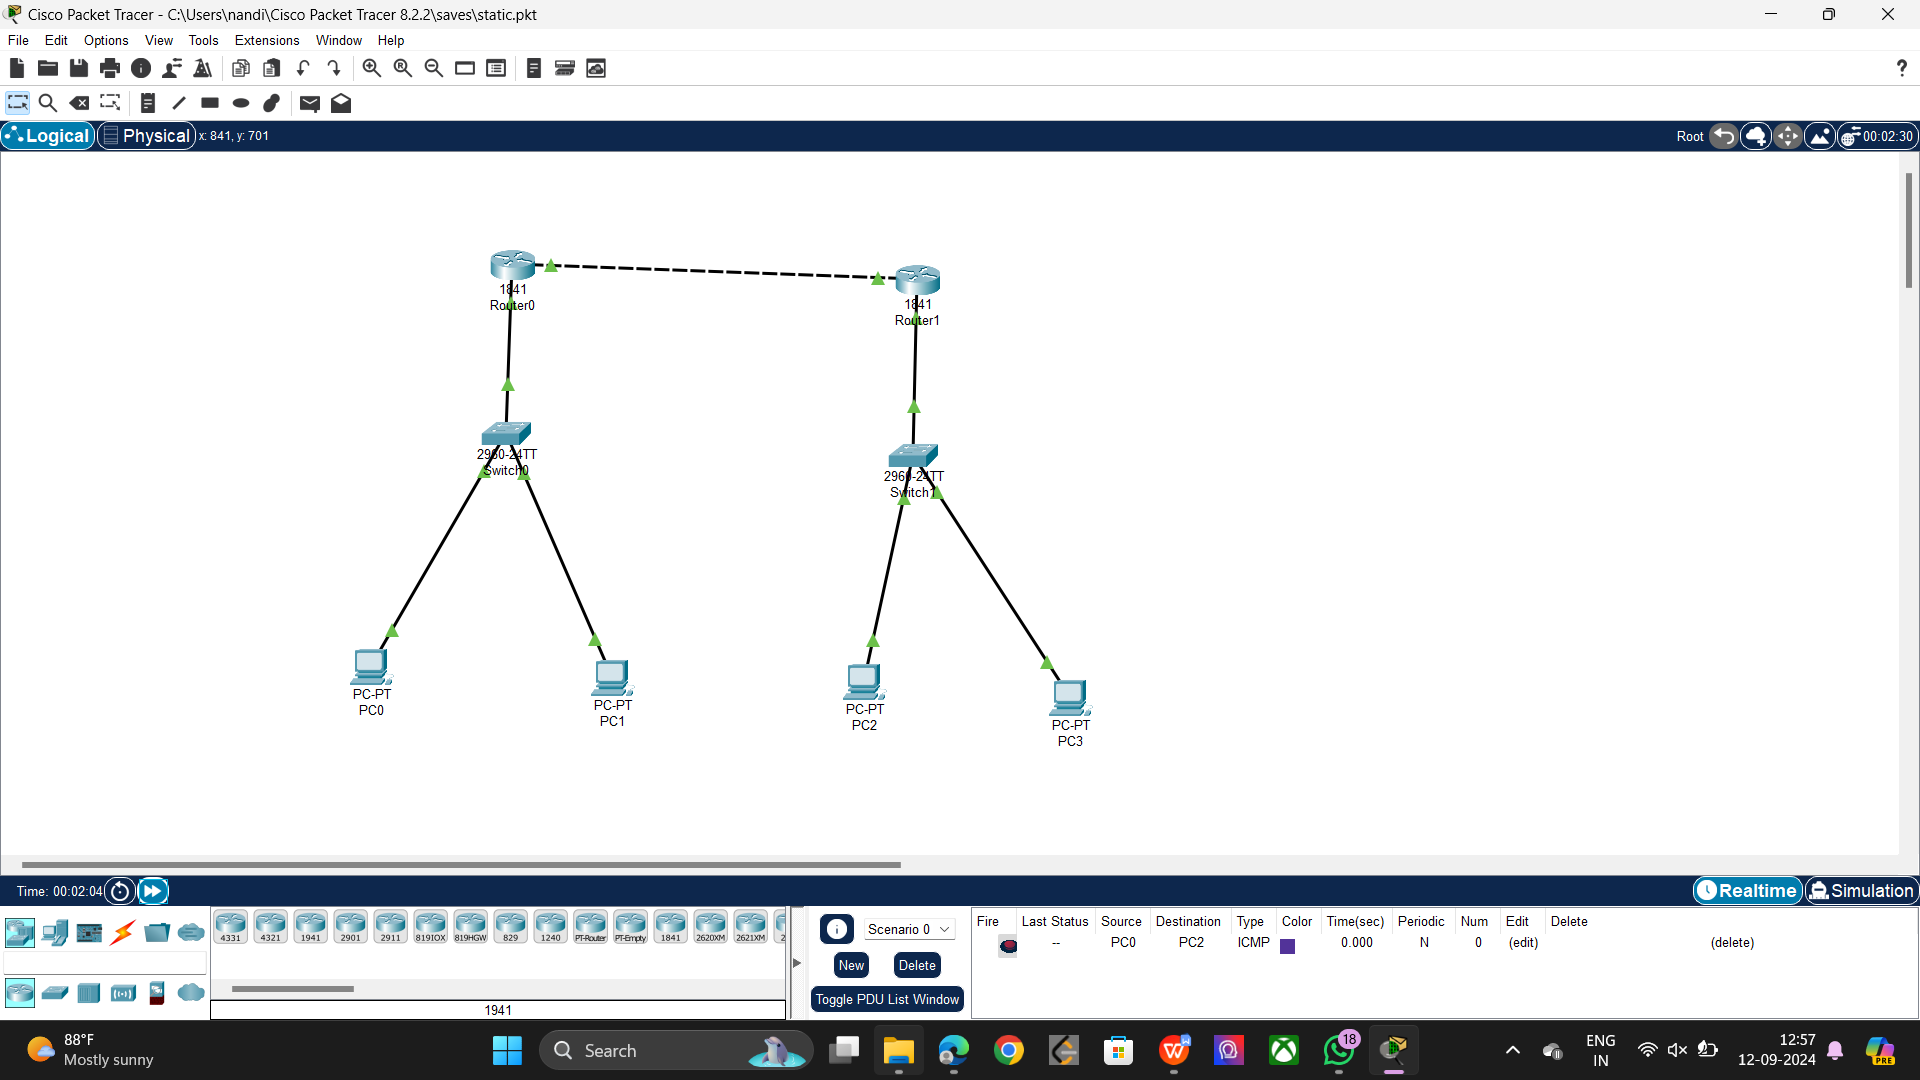 Cisco Packet Tracer - C:\Users\nandi\Cisco Packet Tracer 8.2.2\saves\static.pkt
File Edit Options View Tools Extensions Window Help
?
Logical Physical x: 841, y: 701 Root 00:02:30
1841
Router0
1841
Router1
2960-24TT
Switch0
2960-24TT
Switch1
PC-PT
PC0
PC-PT
PC1
PC-PT
PC2
PC-PT
PC3
Time: 00:02:04 Realtime Simulation
4331 4321 1941 2901 2911 819IOX 819HGW 829 1240 PT-Router PT-Empty 1841 2620XM 2621XM 2
1941
Scenario 0
New Delete
Toggle PDU List Window
Fire Last Status Source Destination Type Color Time(sec) Periodic Num Edit Delete
-- PC0 PC2 ICMP 0.000 N 0 (edit) (delete)
88°F
Mostly sunny
Search
18
ENG
IN
12:57
12-09-2024
PRE